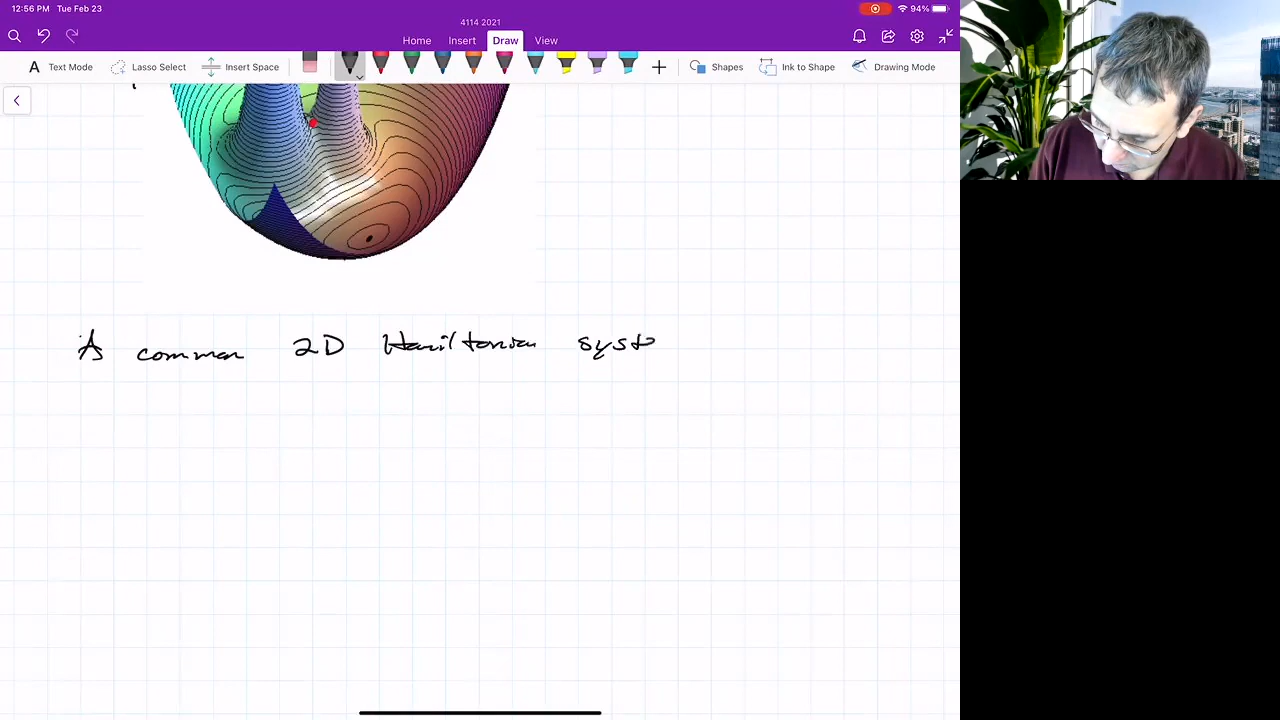 12:56 PM Tue Feb 23
94%
4114 2021
Home Insert Draw View
Text Mode Lasso Select Insert Space Shapes Ink to Shape Drawing Mode
A common 2D Hamiltonian syst